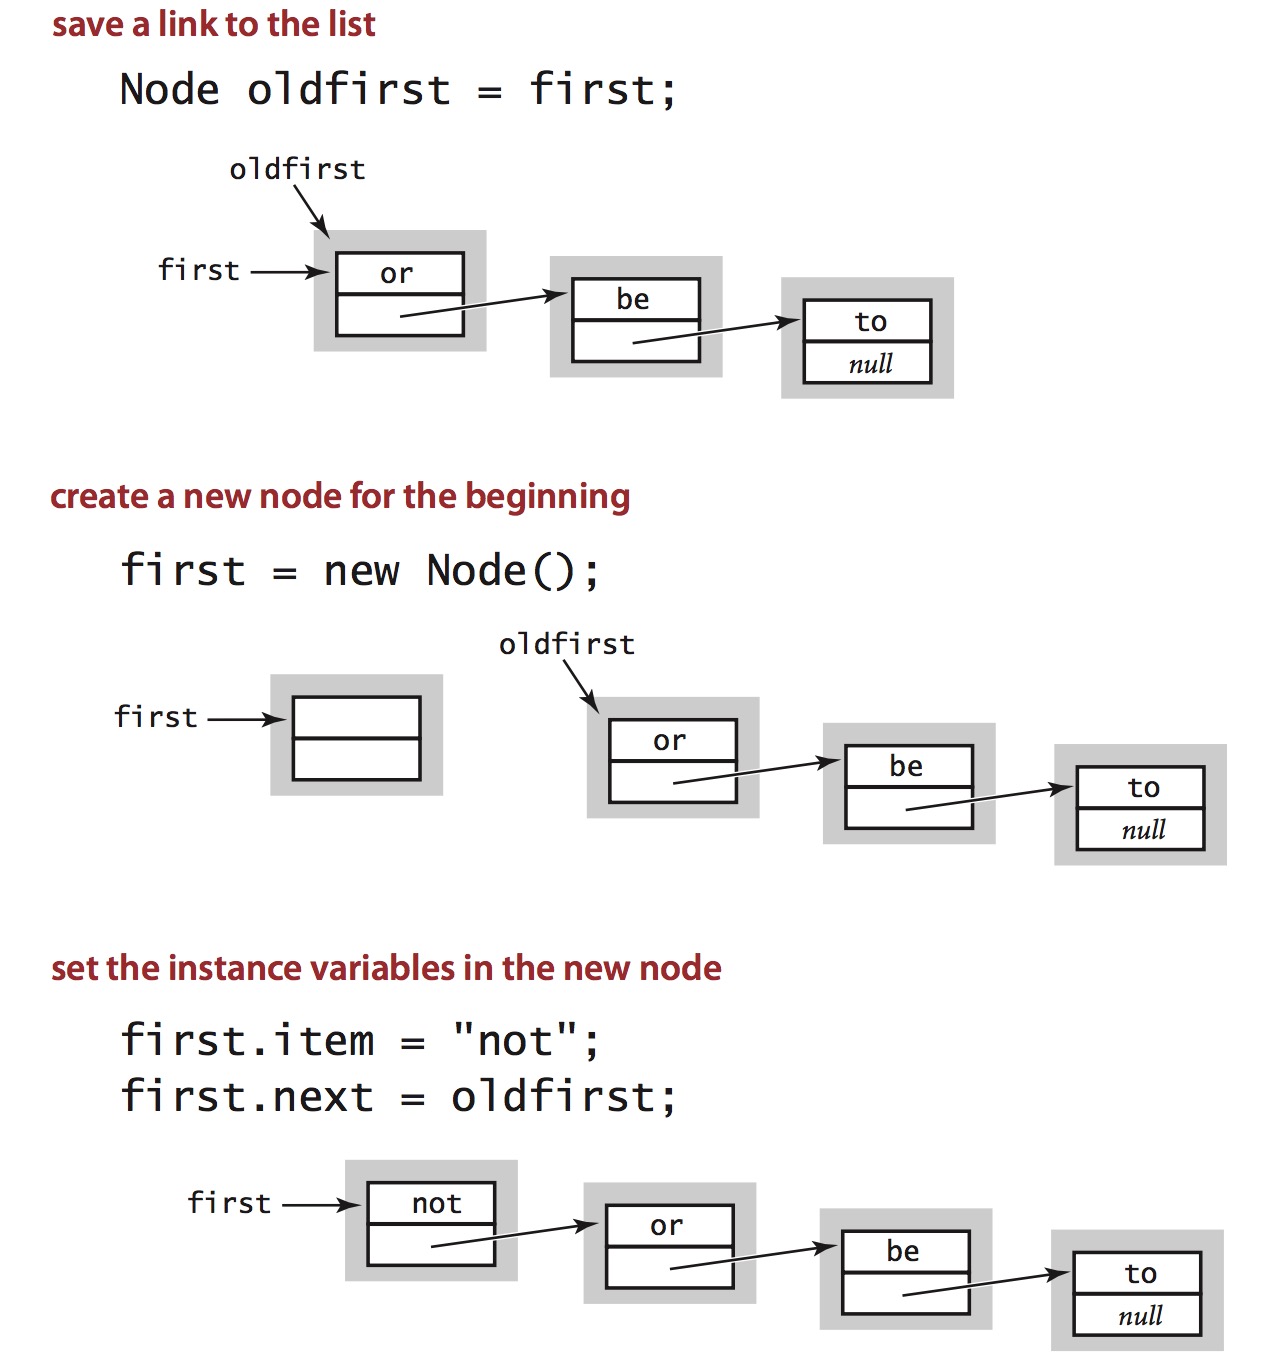 save a link to the list
Node oldfirst = first;
oldfirst
first
or
be
to
null
create a new node for the beginning
first = new Node();
oldfirst
first
or
be
to
null
set the instance variables in the new node
first.item = "not";
first.next = oldfirst;
first
not
or
be
to
null